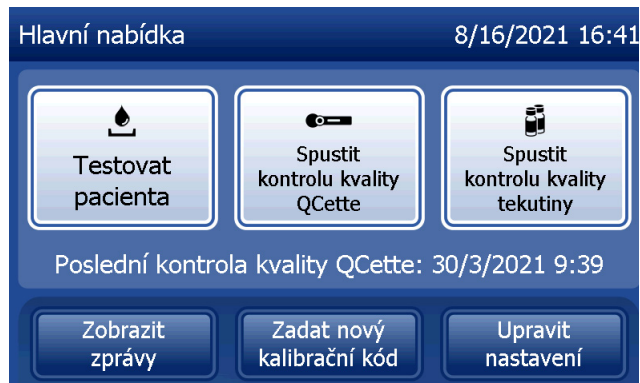 Hlavní nabídka 8/16/2021 16:41
Testovat
pacienta
Spustit
kontrolu kvality
QCette
Spustit
kontrolu kvality
tekutiny
Poslední kontrola kvality QCette: 30/3/2021 9:39
Zobrazit
zprávy
Zadat nový
kalibrační kód
Upravit
nastavení